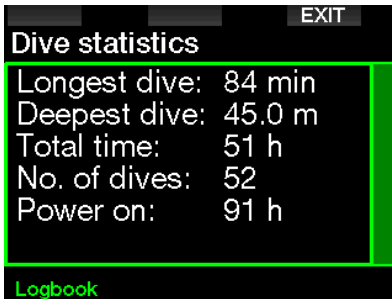 EXIT
Dive statistics
Longest dive: 84 min
Deepest dive: 45.0 m
Total time: 51 h
No. of dives: 52
Power on: 91 h
Logbook